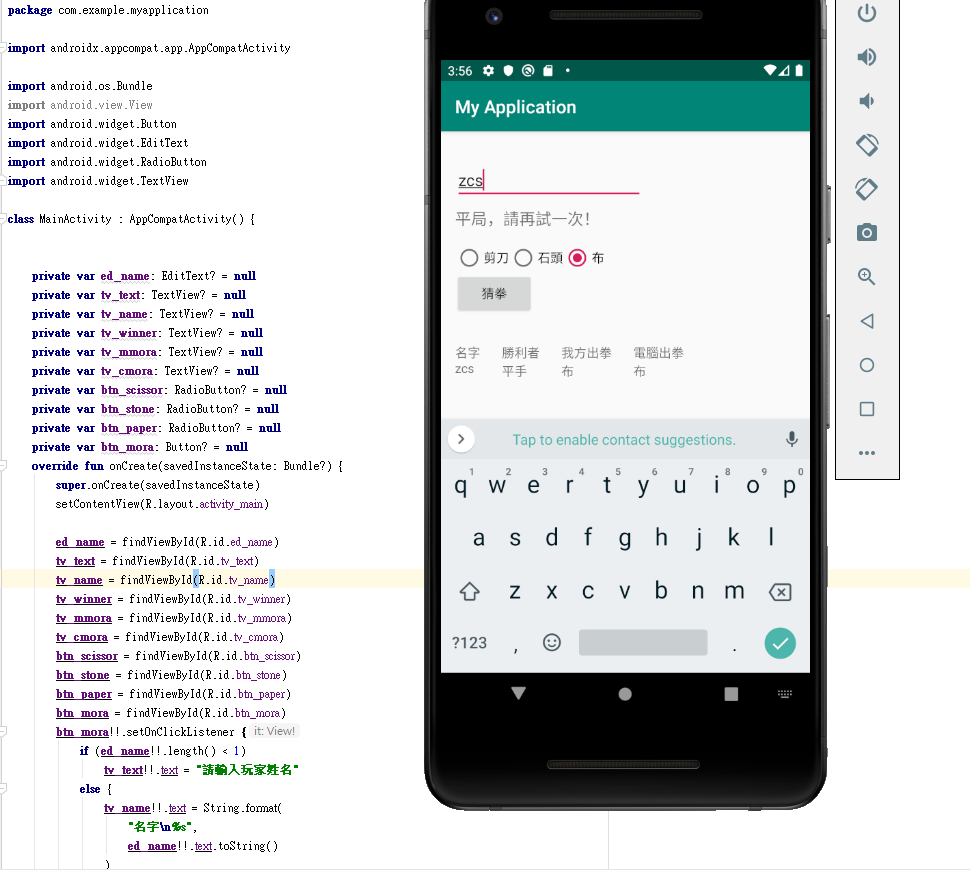 package com.example.myapplication
import androidx.appcompat.app.AppCompatActivity
import android.os.Bundle
import android.view.View
import android.widget.Button
import android.widget.EditText
import android.widget.RadioButton
import android.widget.TextView
class MainActivity : AppCompatActivity() {
private var ed_name: EditText? = null
private var tv_text: TextView? = null
private var tv_name: TextView? = null
private var tv_winner: TextView? = null
private var tv_mmora: TextView? = null
private var tv_cmora: TextView? = null
private var btn_scissor: RadioButton? = null
private var btn_stone: RadioButton? = null
private var btn_paper: RadioButton? = null
private var btn_mora: Button? = null
override fun onCreate(savedInstanceState: Bundle?) {
super.onCreate(savedInstanceState)
setContentView(R.layout.activity_main)
ed_name = findViewById(R.id.ed_name)
tv_text = findViewById(R.id.tv_text)
tv_name = findViewById(R.id.tv_name)
tv_winner = findViewById(R.id.tv_winner)
tv_mmora = findViewById(R.id.tv_mmora)
tv_cmora = findViewById(R.id.tv_cmora)
btn_scissor = findViewById(R.id.btn_scissor)
btn_stone = findViewById(R.id.btn_stone)
btn_paper = findViewById(R.id.btn_paper)
btn_mora = findViewById(R.id.btn_mora)
btn_mora!!.setOnClickListener { it: View!
if (ed_name!!.length() < 1)
tv_text!!.text = "請輸入玩家姓名"
else {
tv_name!!.text = String.format(
"名字\n%s",
ed_name!!.text.toString()
)
3:56
My Application
zcs
平局，請再試一次!
剪刀 石頭 布
猜拳
名字 勝利者 我方出拳 電腦出拳
zcs 平手 布 布
Tap to enable contact suggestions.
1 2 3 4 5 6 7 8 9 0
q w e r t y u i o p
a s d f g h j k l
z x c v b n m
?123 , .